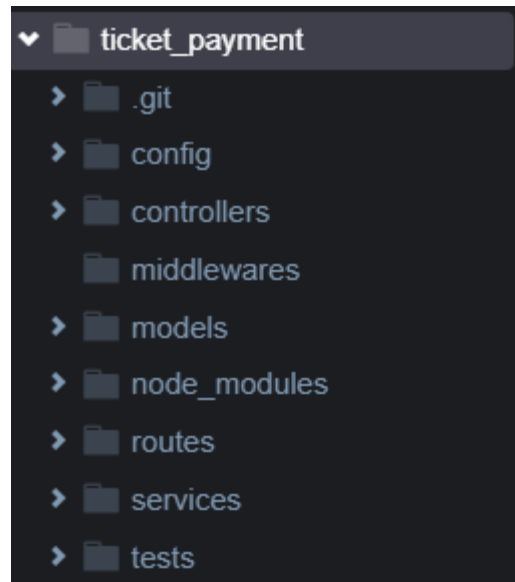 ticket_payment
.git
config
controllers
middlewares
models
node_modules
routes
services
tests